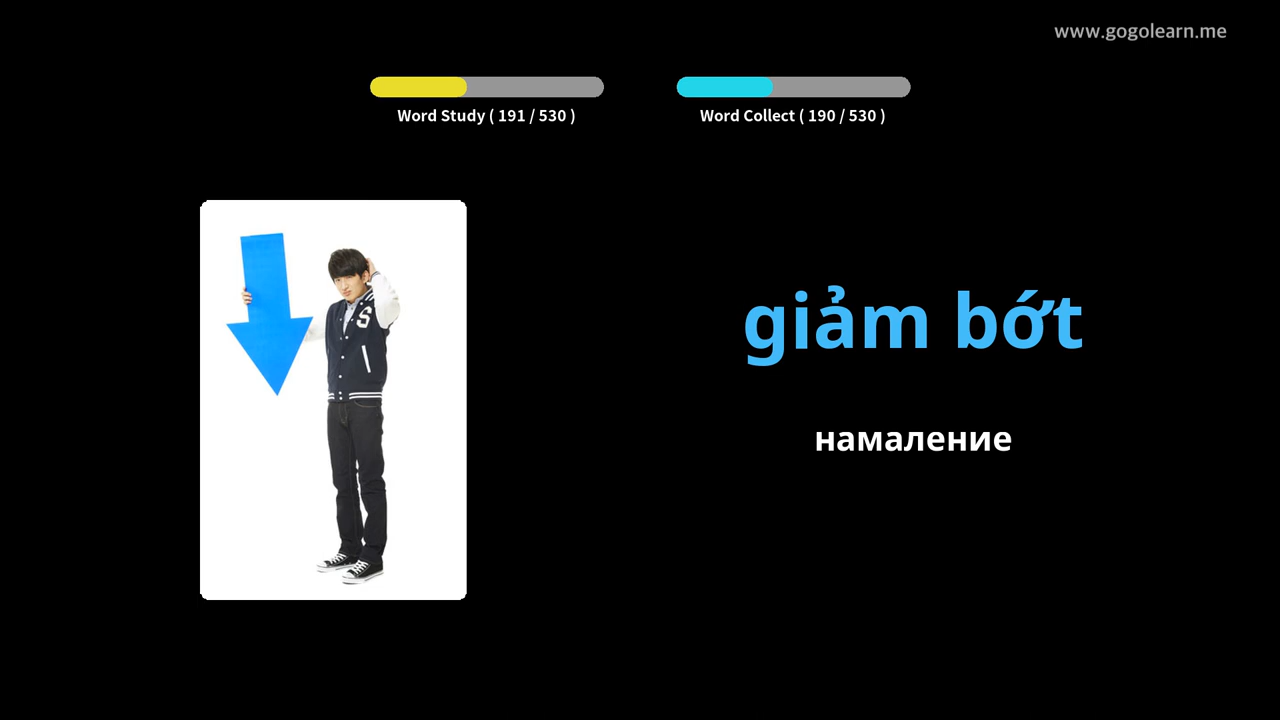 www.gogolearn.me
Word Study ( 191 / 530 )
Word Collect ( 190 / 530 )
S
giảm bớt
намаление